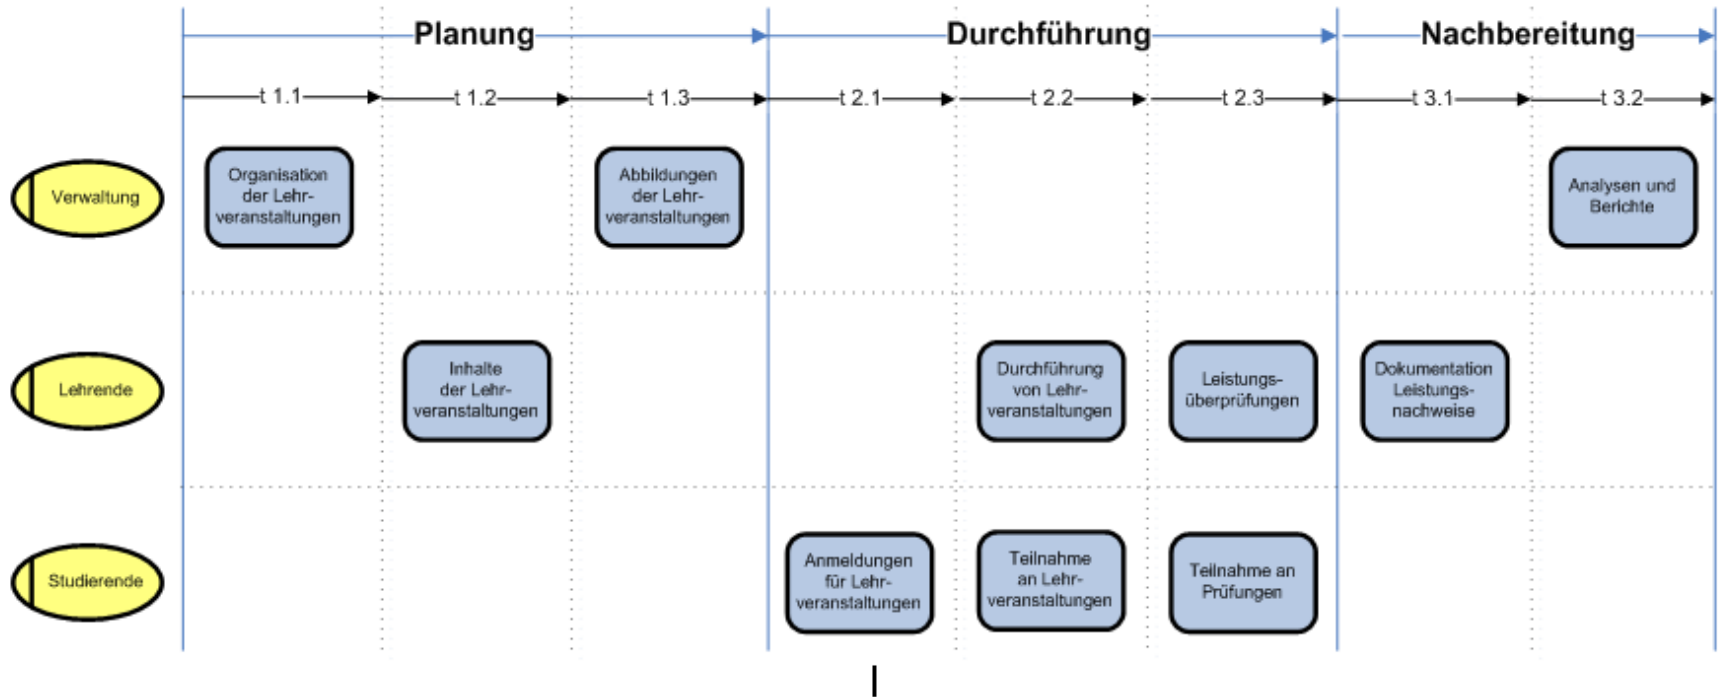 Planung
Durchführung
Nachbereitung
t 1.1
t 1.2
t 1.3
t 2.1
t 2.2
t 2.3
t 3.1
t 3.2
Verwaltung
Organisation
der Lehr-
veranstaltungen
Abbildungen
der Lehr-
veranstaltungen
Analysen und
Berichte
Lehrende
Inhalte
der Lehr-
veranstaltungen
Durchführung
von Lehr-
veranstaltungen
Leistungs-
überprüfungen
Dokumentation
Leistungs-
nachweise
Studierende
Anmeldungen
für Lehr-
veranstaltungen
Teilnahme
an Lehr-
veranstaltungen
Teilnahme an
Prüfungen